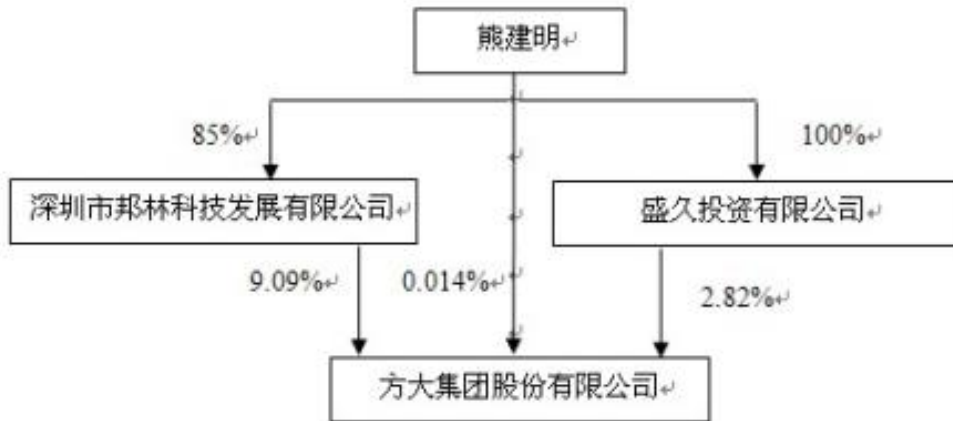 熊建明
85%
100%
深圳市邦林科技发展有限公司
盛久投资有限公司
9.09%
0.014%
2.82%
方大集团股份有限公司